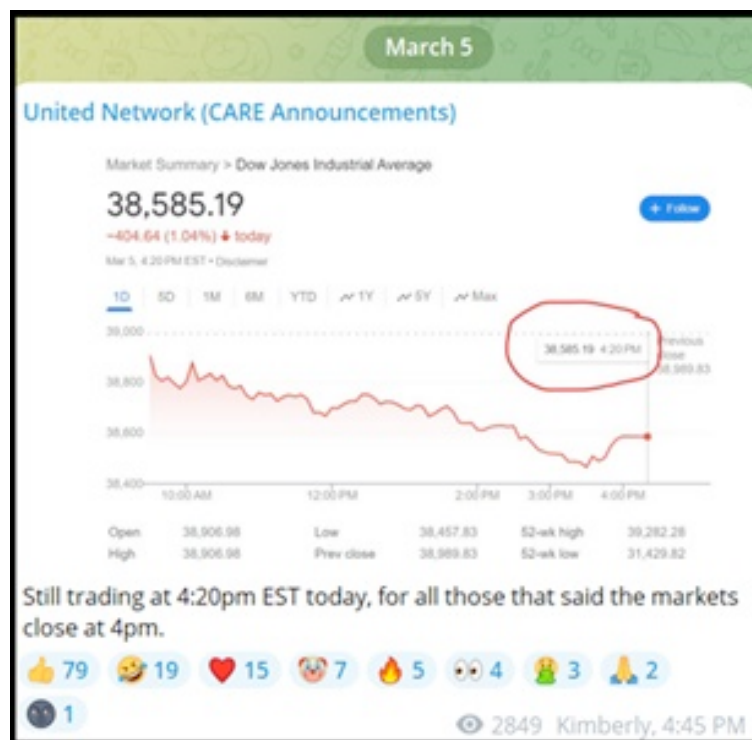 March 5
United Network (CARE Announcements)
Market Summary > Dow Jones Industrial Average
38,585.19
+ Follow
−404.64 (1.04%) ↓ today
Mar 5, 4:20 PM EST • Disclaimer
1D 5D 1M 6M YTD 1Y 5Y Max
39,000
38,585.19 4:20 PM
Previous
close
38,989.83
38,800
38,600
38,400
10:00 AM 12:00 PM 2:00 PM 3:00 PM 4:00 PM
Open 38,906.98 Low 38,457.83 52-wk high 39,282.28
High 38,906.98 Prev close 38,989.83 52-wk low 31,429.82
Still trading at 4:20pm EST today, for all those that said the markets
close at 4pm.
👍 79 🤣 19 ❤️ 15 🤡 7 🔥 5 👀 4 🤮 3 🙏 2
🌚 1
2849 Kimberly, 4:45 PM